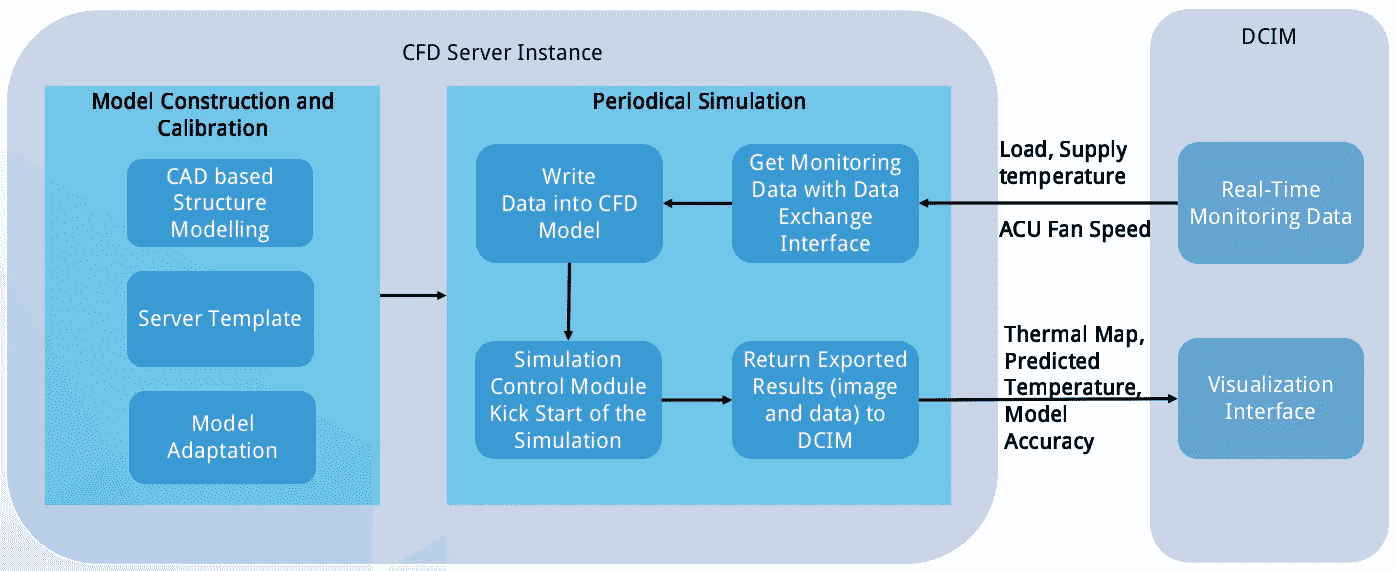 CFD Server Instance
Model Construction and
Calibration
CAD based
Structure
Modelling
Server Template
Model
Adaptation
Periodical Simulation
Write
Data into CFD
Model
Get Monitoring
Data with Data
Exchange
Interface
Simulation
Control Module
Kick Start of the
Simulation
Return Exported
Results (image
and data) to
DCIM
Load, Supply
temperature
ACU Fan Speed
Thermal Map,
Predicted
Temperature,
Model
Accuracy
DCIM
Real-Time
Monitoring Data
Visualization
Interface